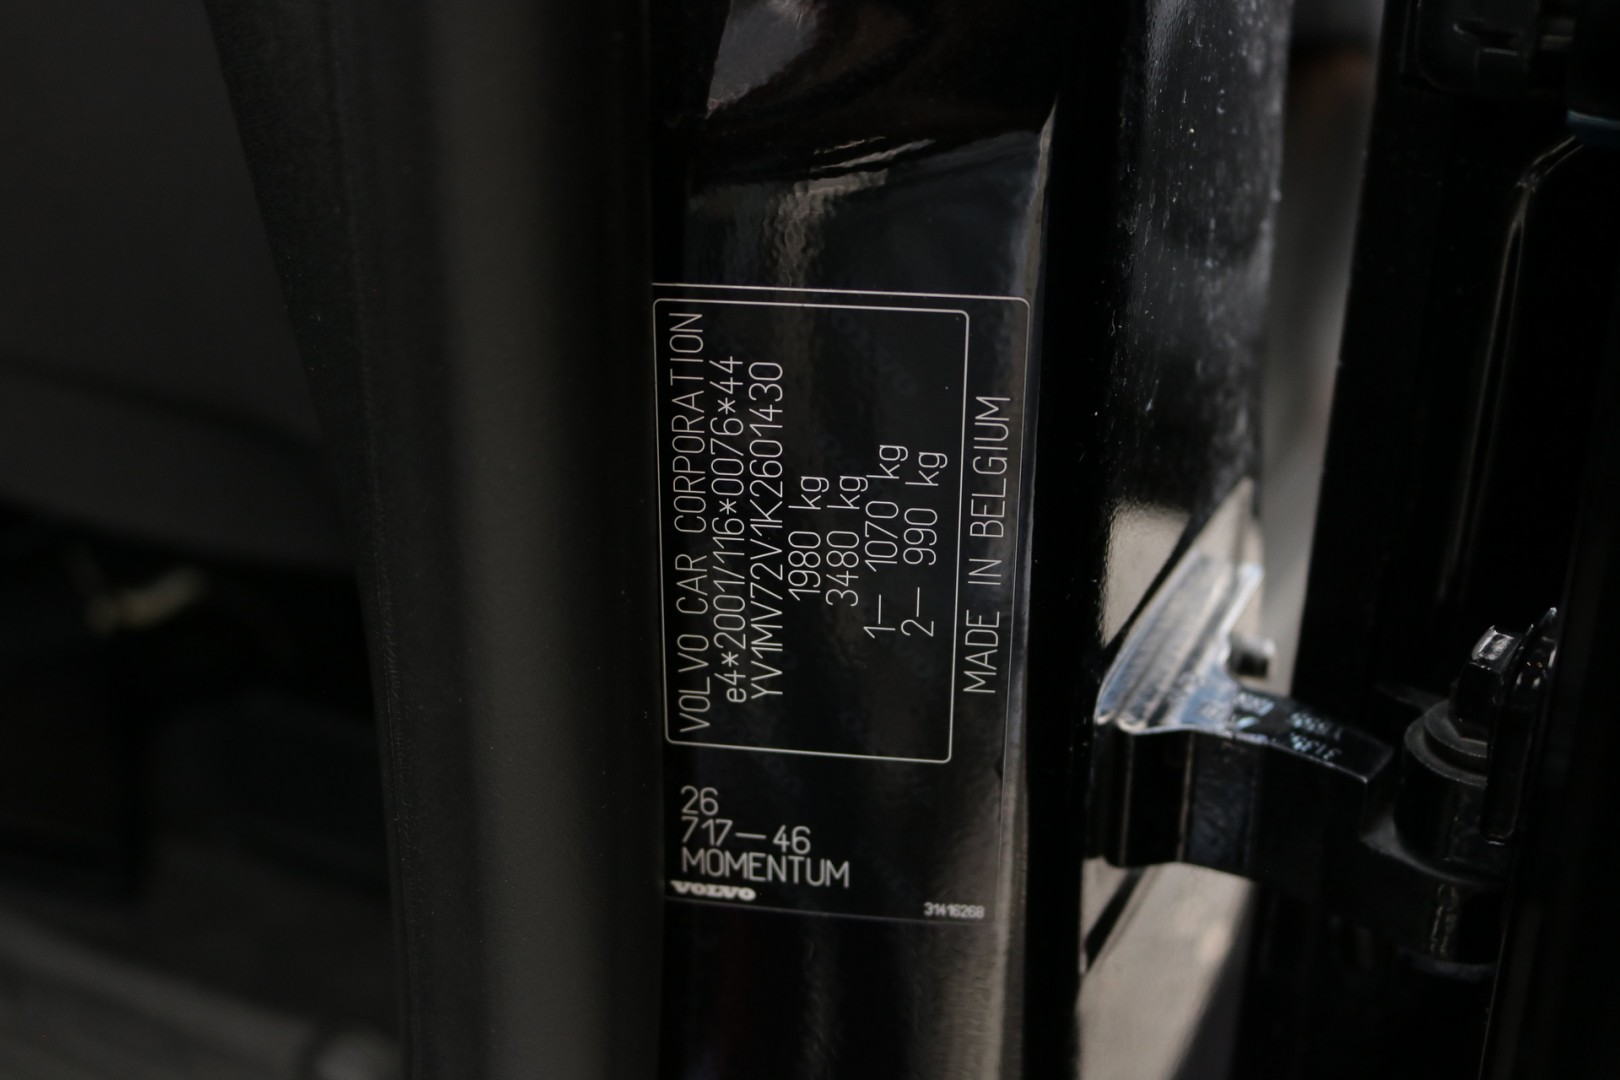 VOLVO CAR CORPORATION
e4*2001/116*0076*44
YV1MV72V1K2601430
1980 kg
3480 kg
1— 1070 kg
2— 990 kg
MADE IN BELGIUM
26
717—46
MOMENTUM
VOLVO
31416268